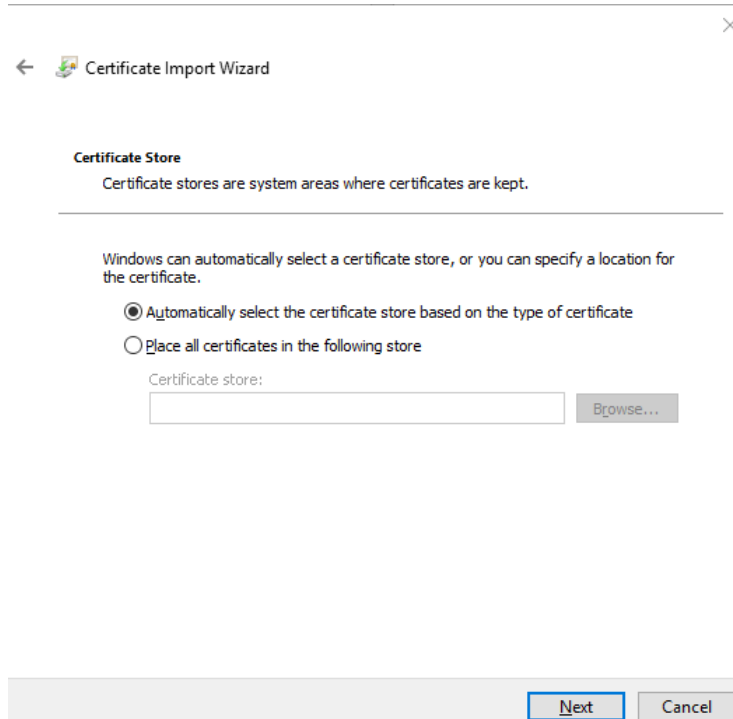 Certificate Import Wizard
Certificate Store
Certificate stores are system areas where certificates are kept.
Windows can automatically select a certificate store, or you can specify a location for
the certificate.
Automatically select the certificate store based on the type of certificate
Place all certificates in the following store
Certificate store:
Browse...
Next Cancel